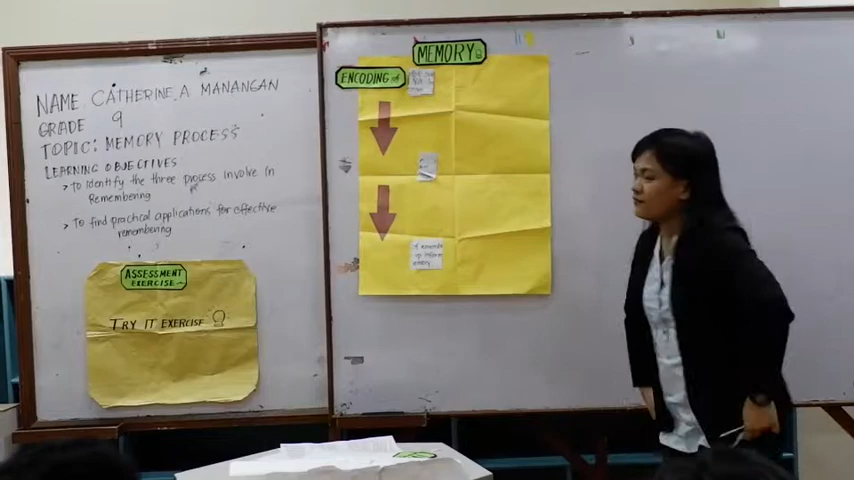 NAME: CATHERINE A MANANGAN
GRADE 9
TOPIC: MEMORY PROCESS
LEARNING OBJECTIVES
→ To identify the three process involve in
Remembering
→ To find practical applications for effective
remembering.
ASSESSMENT
EXERCISE
TRY IT EXERCISE
MEMORY
ENCODING